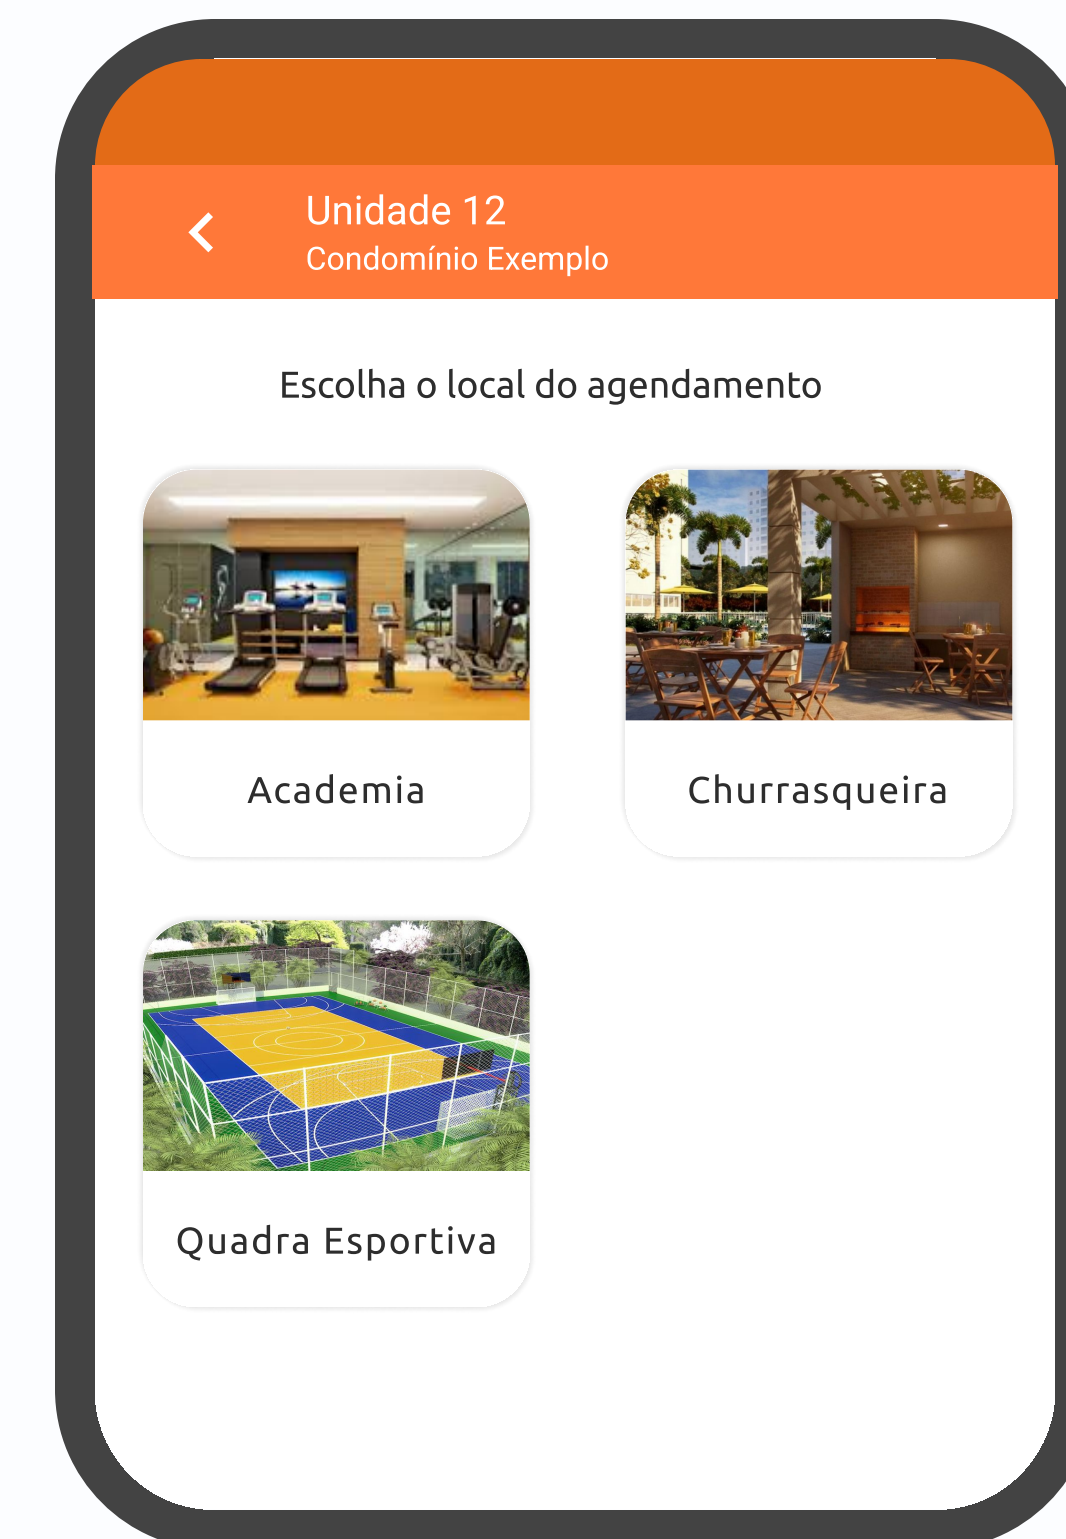 Unidade 12
Condomínio Exemplo
Escolha o local do agendamento
Academia
Churrasqueira
Quadra Esportiva